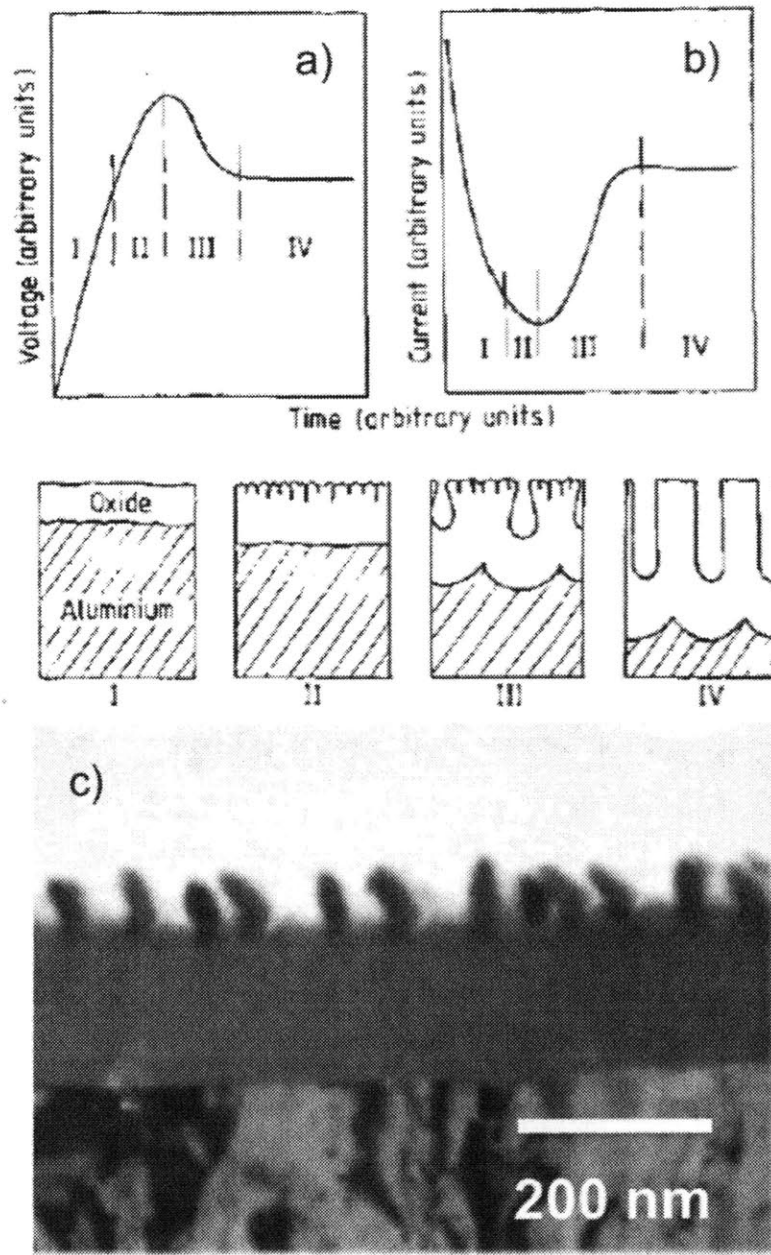 a)
b)
Voltage (arbitrary units)
I II III IV
Current (arbitrary units)
I II III IV
Time (arbitrary units)
Oxide
Aluminium
I II III IV
c)
200 nm